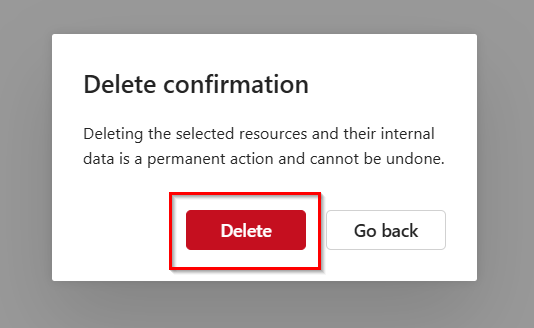 Delete confirmation
Deleting the selected resources and their internal
data is a permanent action and cannot be undone.
Delete
Go back